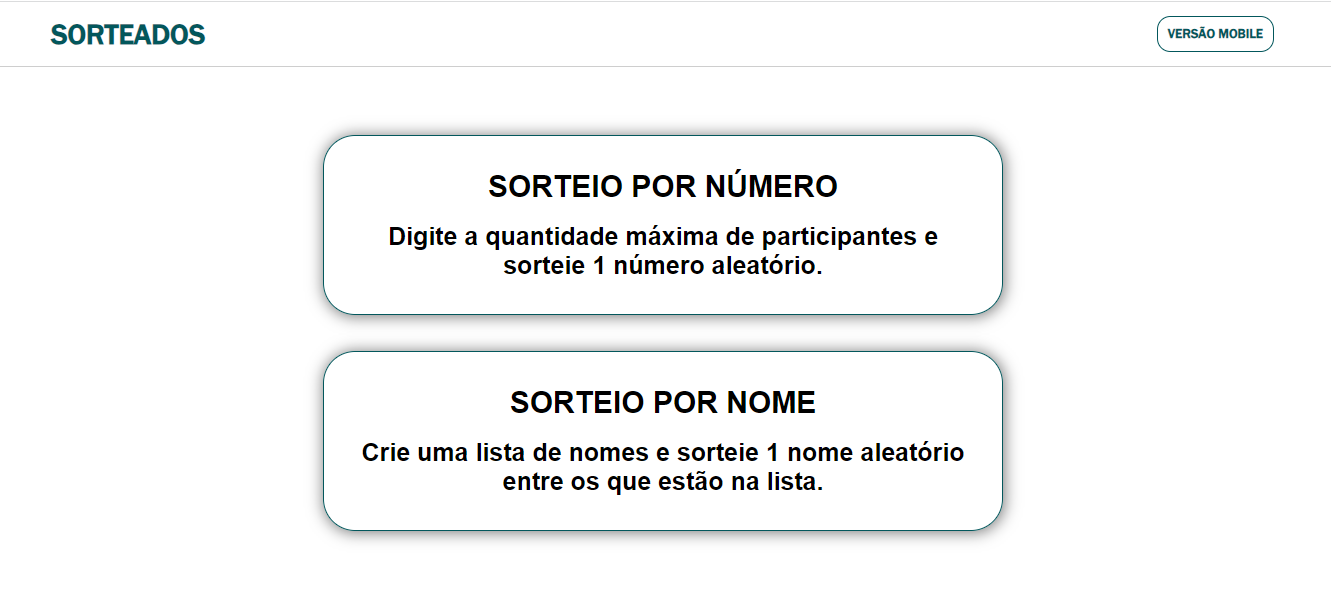 SORTEADOS
VERSÃO MOBILE
SORTEIO POR NÚMERO
Digite a quantidade máxima de participantes e
sorteie 1 número aleatório.
SORTEIO POR NOME
Crie uma lista de nomes e sorteie 1 nome aleatório
entre os que estão na lista.